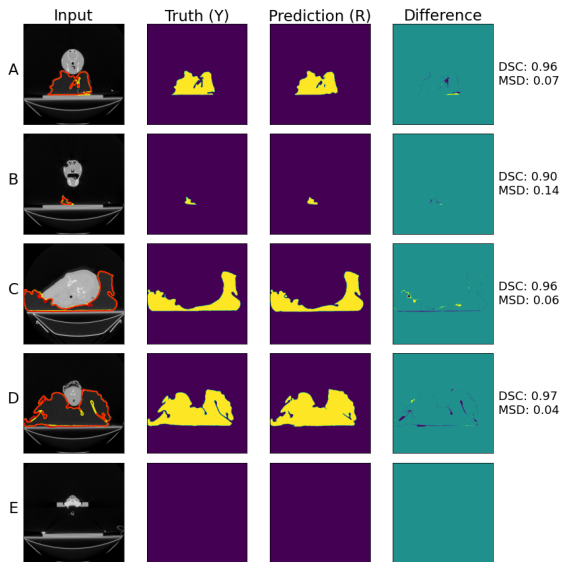 Input Truth (Y) Prediction (R) Difference
A DSC: 0.96
MSD: 0.07
B DSC: 0.90
MSD: 0.14
C DSC: 0.96
MSD: 0.06
D DSC: 0.97
MSD: 0.04
E